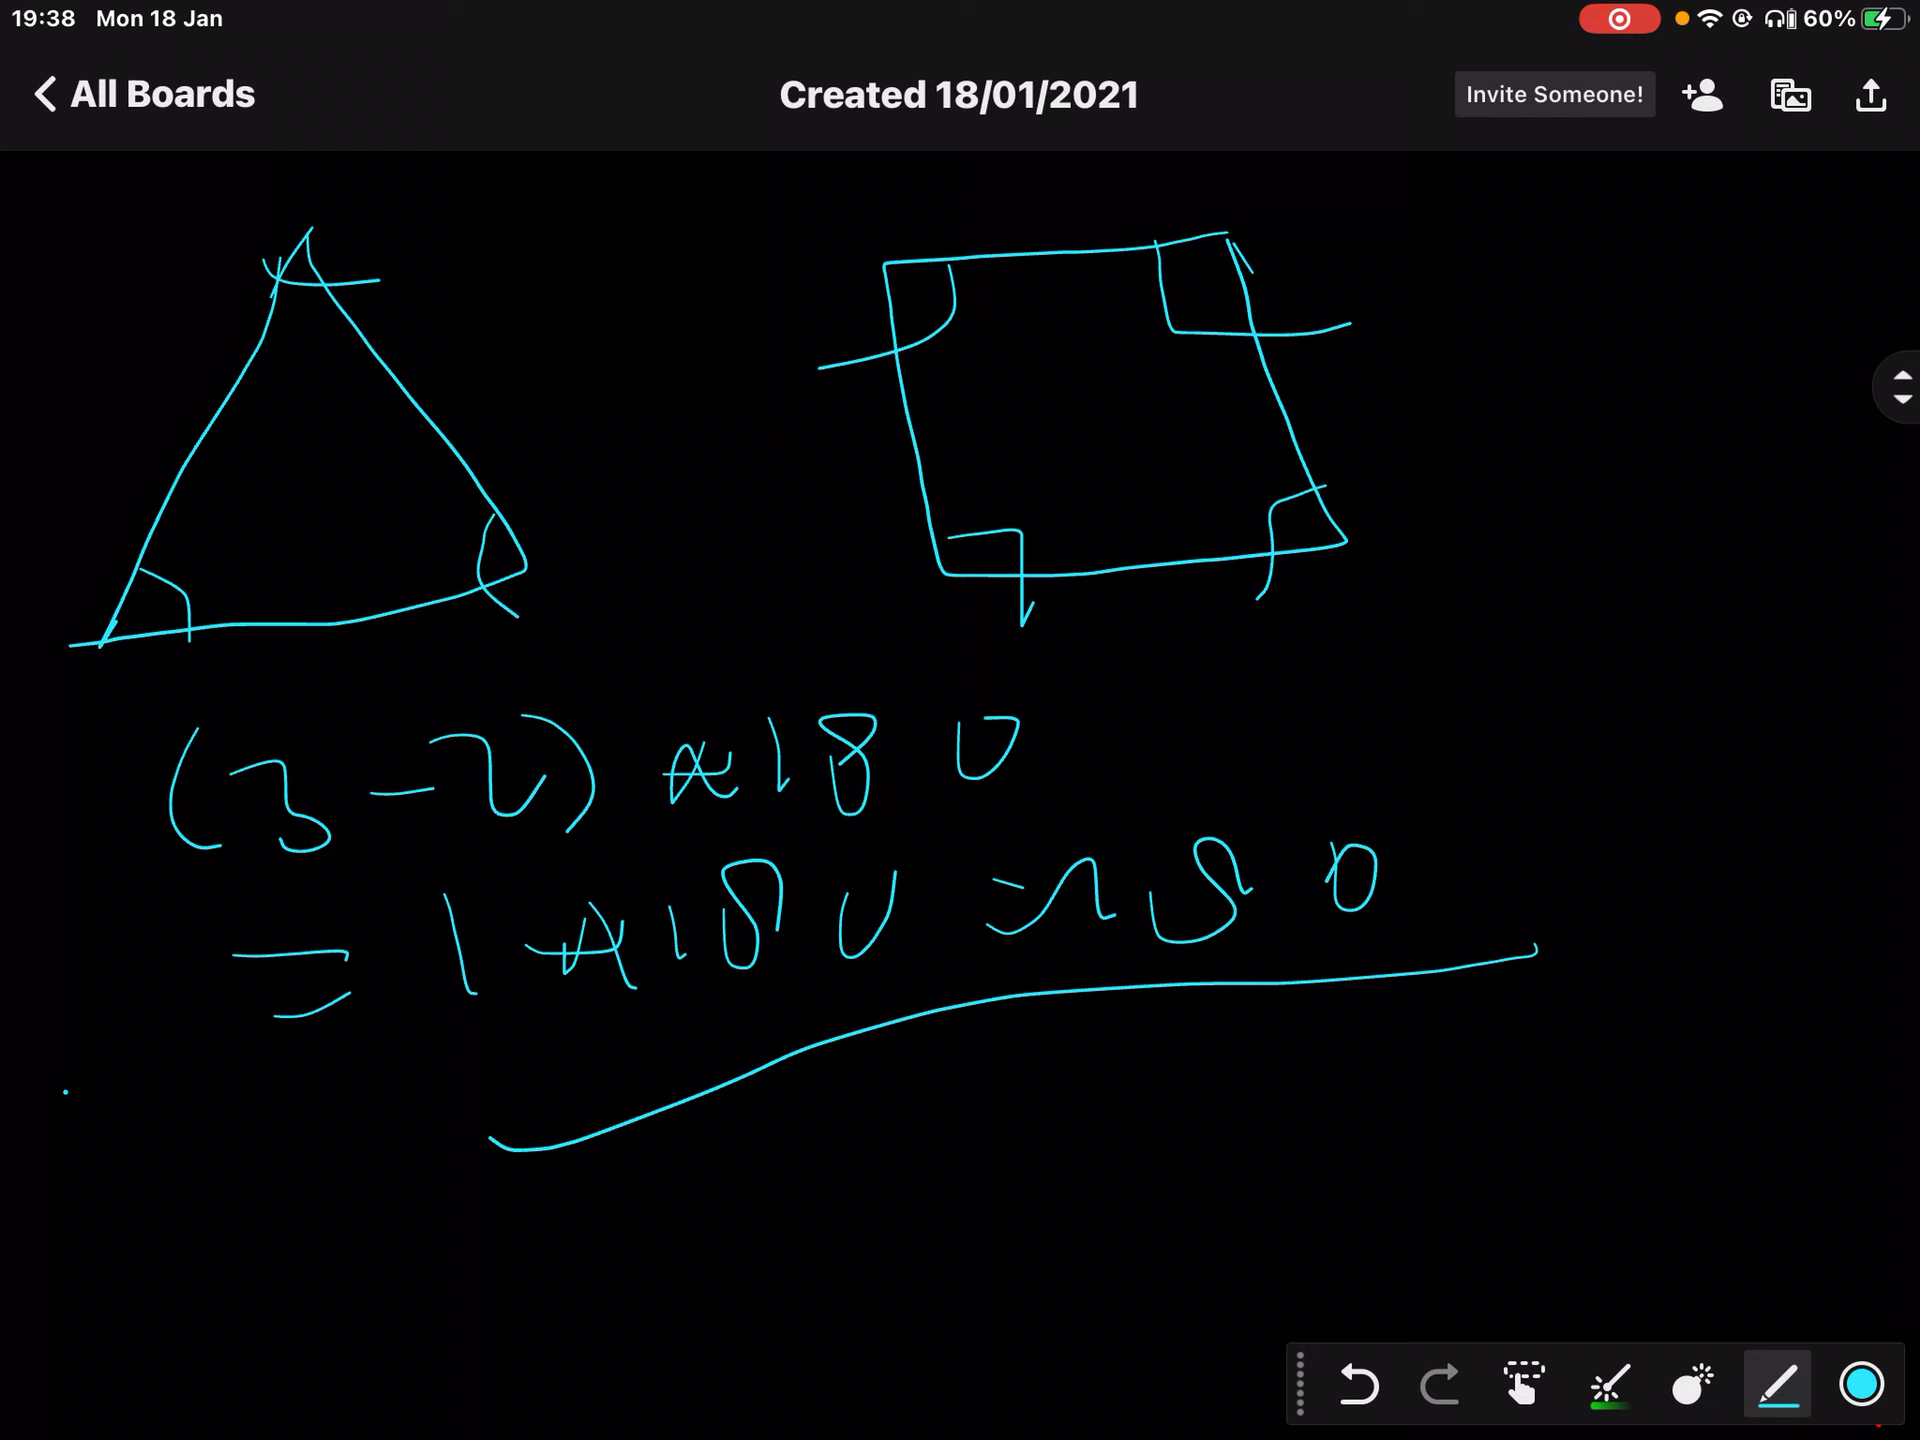 19:38 Mon 18 Jan 60%
All Boards Created 18/01/2021 Invite Someone!
(3-2) * 180
= 1 * 180 = 180